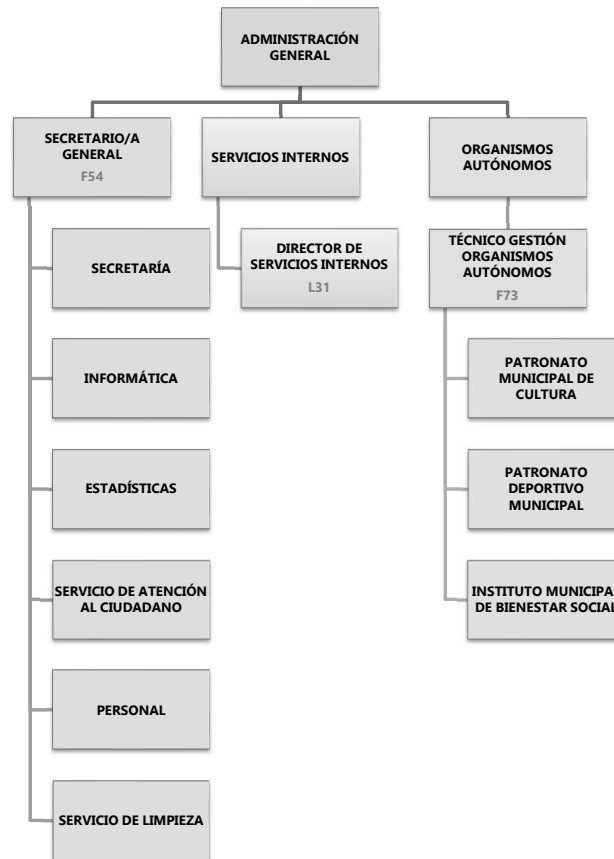 ADMINISTRACIÓN
GENERAL
SECRETARIO/A
GENERAL
F54
SERVICIOS INTERNOS
ORGANISMOS
AUTÓNOMOS
DIRECTOR DE
SERVICIOS INTERNOS
L31
TÉCNICO GESTIÓN
ORGANISMOS
AUTÓNOMOS
F73
SECRETARÍA
INFORMÁTICA
ESTADÍSTICAS
SERVICIO DE ATENCIÓN
AL CIUDADANO
PERSONAL
SERVICIO DE LIMPIEZA
PATRONATO
MUNICIPAL DE
CULTURA
PATRONATO
DEPORTIVO
MUNICIPAL
INSTITUTO MUNICIPA
DE BIENESTAR SOCIAL